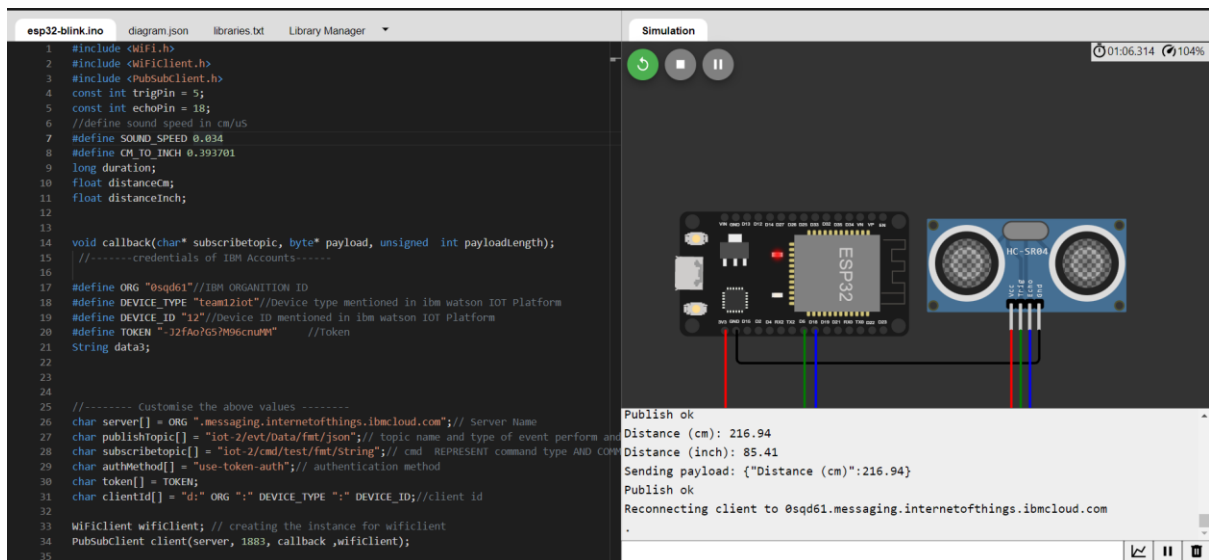 esp32-blink.ino diagram.json libraries.txt Library Manager
1 #include <WiFi.h>
2 #include <WiFiClient.h>
3 #include <PubSubClient.h>
4 const int trigPin = 5;
5 const int echoPin = 18;
6 //define sound speed in cm/uS
7 #define SOUND_SPEED 0.034
8 #define CM_TO_INCH 0.393701
9 long duration;
10 float distanceCm;
11 float distanceInch;
12
13
14 void callback(char* subscribetopic, byte* payload, unsigned  int payloadLength);
15 //-------credentials of IBM Accounts------
16
17 #define ORG "0sqd61"//IBM ORGANITION ID
18 #define DEVICE_TYPE "team12iot"//Device type mentioned in ibm watson IOT Platform
19 #define DEVICE_ID "12"//Device ID mentioned in ibm watson IOT Platform
20 #define TOKEN "-J2fAo?G5?M96cnuMM"     //Token
21 String data3;
22
23
24
25 //-------- Customise the above values --------
26 char server[] = ORG ".messaging.internetofthings.ibmcloud.com";// Server Name
27 char publishTopic[] = "iot-2/evt/Data/fmt/json";// topic name and type of event perform and
28 char subscribetopic[] = "iot-2/cmd/test/fmt/String";// cmd  REPRESENT command type AND COMM
29 char authMethod[] = "use-token-auth";// authentication method
30 char token[] = TOKEN;
31 char clientId[] = "d:" ORG ":" DEVICE_TYPE ":" DEVICE_ID;//client id
32
33 WiFiClient wifiClient; // creating the instance for wificlient
34 PubSubClient client(server, 1883, callback ,wifiClient);
35
Simulation
01:06.314 104%
ESP32
HC-SR04
Vcc
Trig
Echo
Gnd
Publish ok
Distance (cm): 216.94
Distance (inch): 85.41
Sending payload: {"Distance (cm)":216.94}
Publish ok
Reconnecting client to 0sqd61.messaging.internetofthings.ibmcloud.com
.